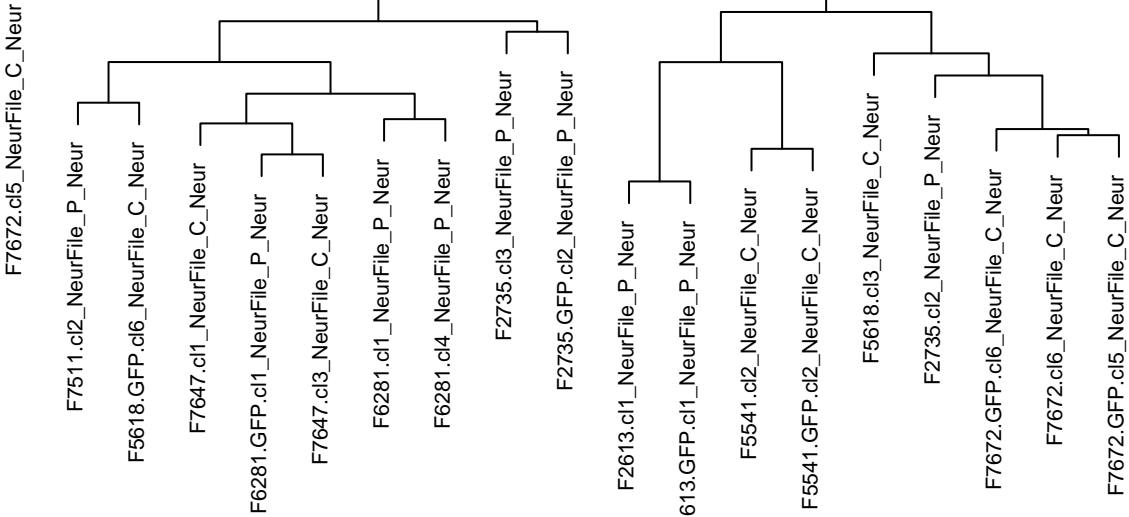 F7672.cl5_NeurFile_C_Neur
F7511.cl2_NeurFile_P_Neur
F5618.GFP.cl6_NeurFile_C_Neur
F7647.cl1_NeurFile_C_Neur
F6281.GFP.cl1_NeurFile_P_Neur
F7647.cl3_NeurFile_C_Neur
F6281.cl1_NeurFile_P_Neur
F6281.cl4_NeurFile_P_Neur
F2735.cl3_NeurFile_P_Neur
F2735.GFP.cl2_NeurFile_P_Neur
F2613.cl1_NeurFile_P_Neur
613.GFP.cl1_NeurFile_P_Neur
F5541.cl2_NeurFile_C_Neur
F5541.GFP.cl2_NeurFile_C_Neur
F5618.cl3_NeurFile_C_Neur
F2735.cl2_NeurFile_P_Neur
F7672.GFP.cl6_NeurFile_C_Neur
F7672.cl6_NeurFile_C_Neur
F7672.GFP.cl5_NeurFile_C_Neur